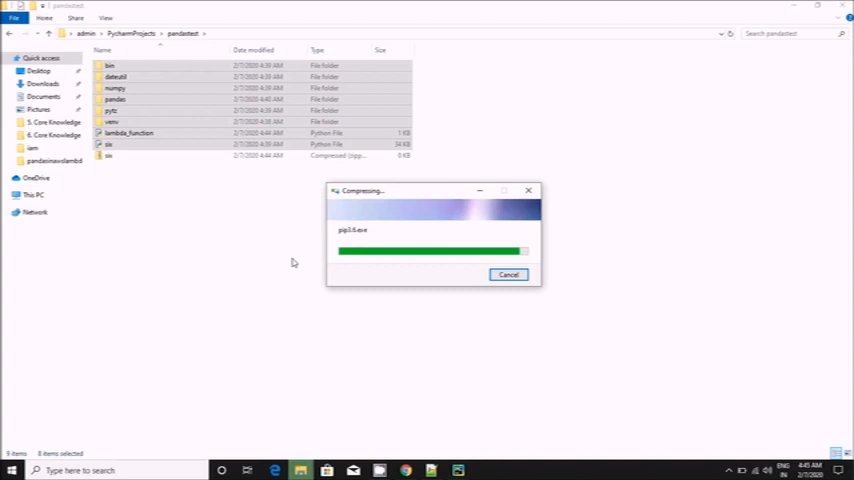 pandastest
File Home Share View
admin PycharmProjects pandastest
Search pandastest
Name Date modified Type Size
Quick access
Desktop
Downloads
Documents
Pictures
5. Core Knowledge
6. Core Knowledge
iam
pandasinawslambd
OneDrive
This PC
Network
bin 2/7/2020 4:39 AM File folder
dateutil 2/7/2020 4:39 AM File folder
numpy 2/7/2020 4:39 AM File folder
pandas 2/7/2020 4:40 AM File folder
pytz 2/7/2020 4:39 AM File folder
venv 2/7/2020 4:38 AM File folder
lambda_function 2/7/2020 4:44 AM Python File 1 KB
six 2/7/2020 4:39 AM Python File 34 KB
six 2/7/2020 4:44 AM Compressed (zipp... 0 KB
Compressing...
pip3.6.exe
Cancel
9 items 8 items selected
Type here to search
ENG
IN
4:45 AM
2/7/2020